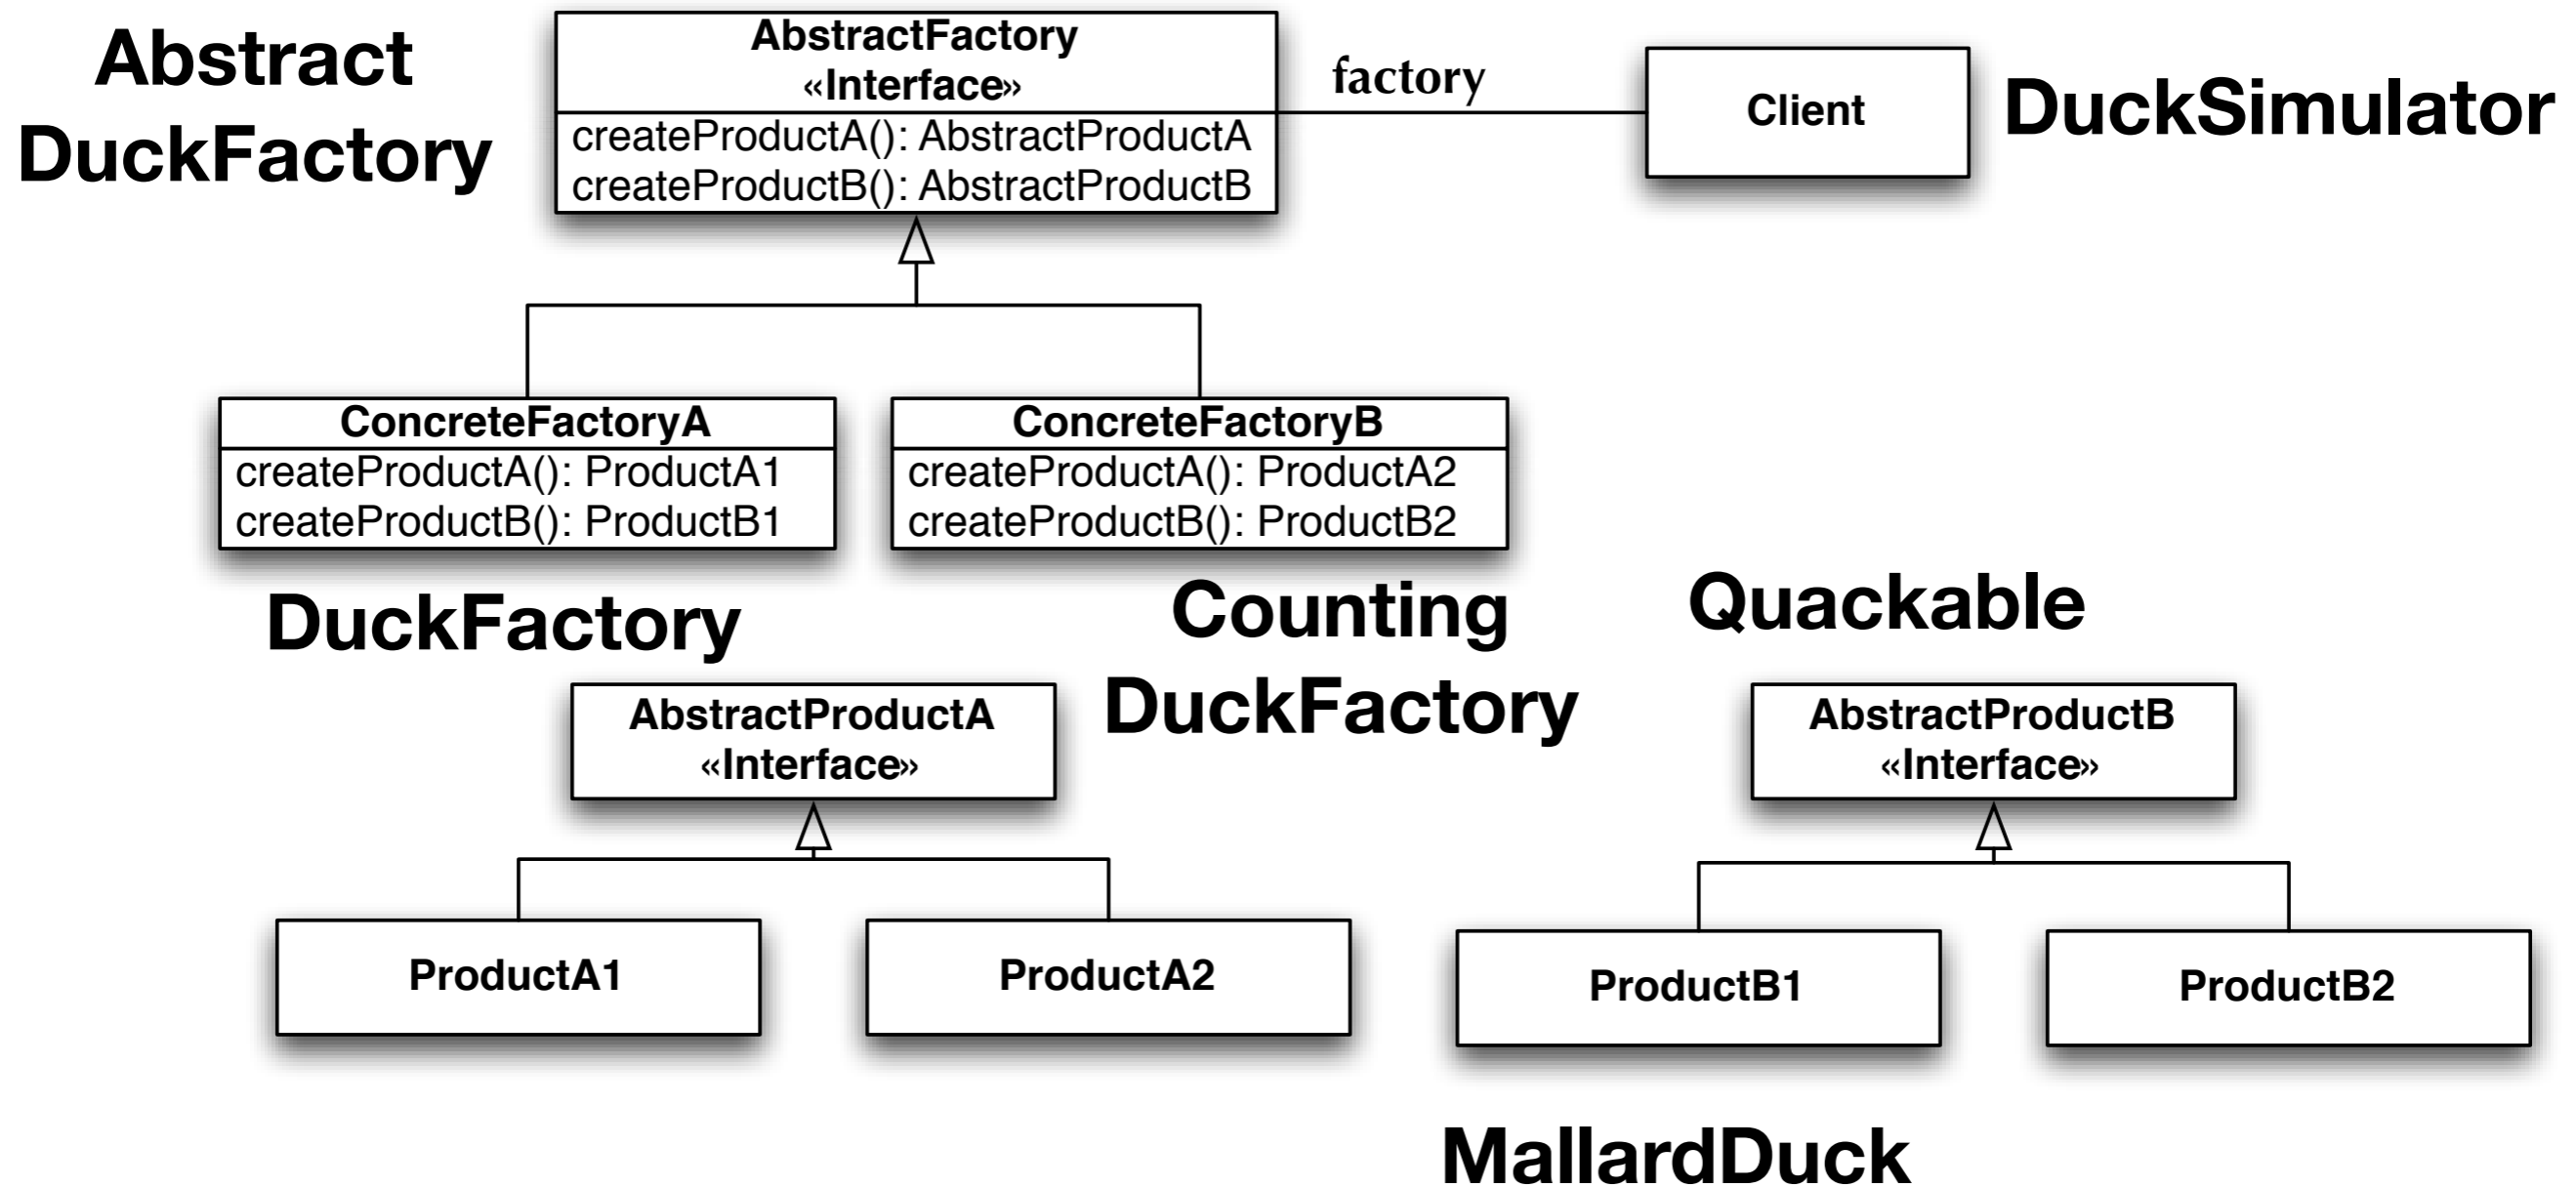 Abstract
DuckFactory
AbstractFactory
«Interface»
createProductA(): AbstractProductA
createProductB(): AbstractProductB
factory
Client
DuckSimulator
ConcreteFactoryA
createProductA(): ProductA1
createProductB(): ProductB1
ConcreteFactoryB
createProductA(): ProductA2
createProductB(): ProductB2
DuckFactory
Counting
DuckFactory
Quackable
AbstractProductA
«Interface»
AbstractProductB
«Interface»
ProductA1
ProductA2
ProductB1
ProductB2
MallardDuck